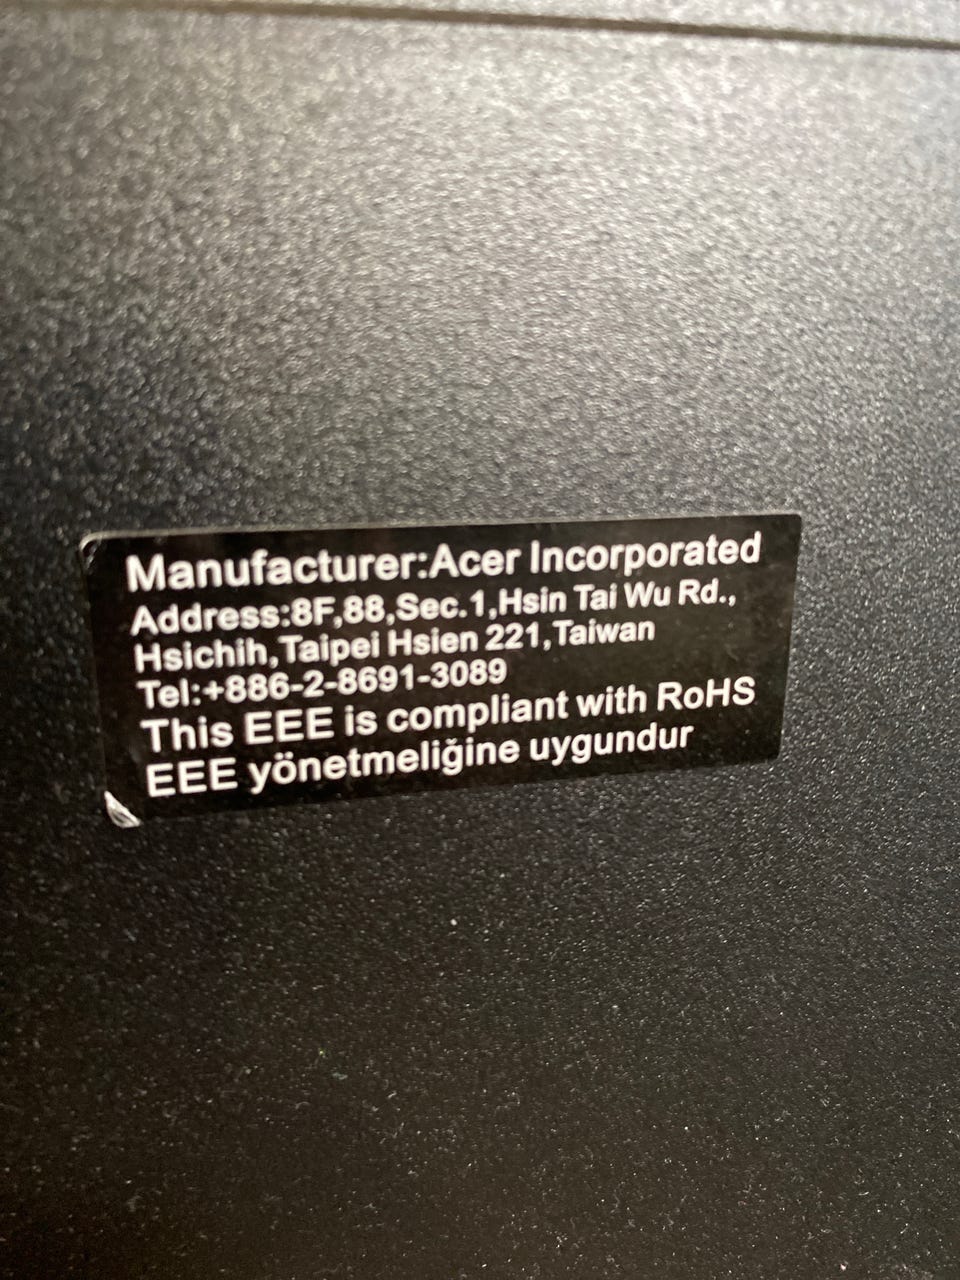 Manufacturer:Acer Incorporated
Address:8F,88,Sec.1,Hsin Tai Wu Rd.,
Hsichih,Taipei Hsien 221,Taiwan
Tel:+886-2-8691-3089
This EEE is compliant with RoHS
EEE yönetmeliğine uygundur